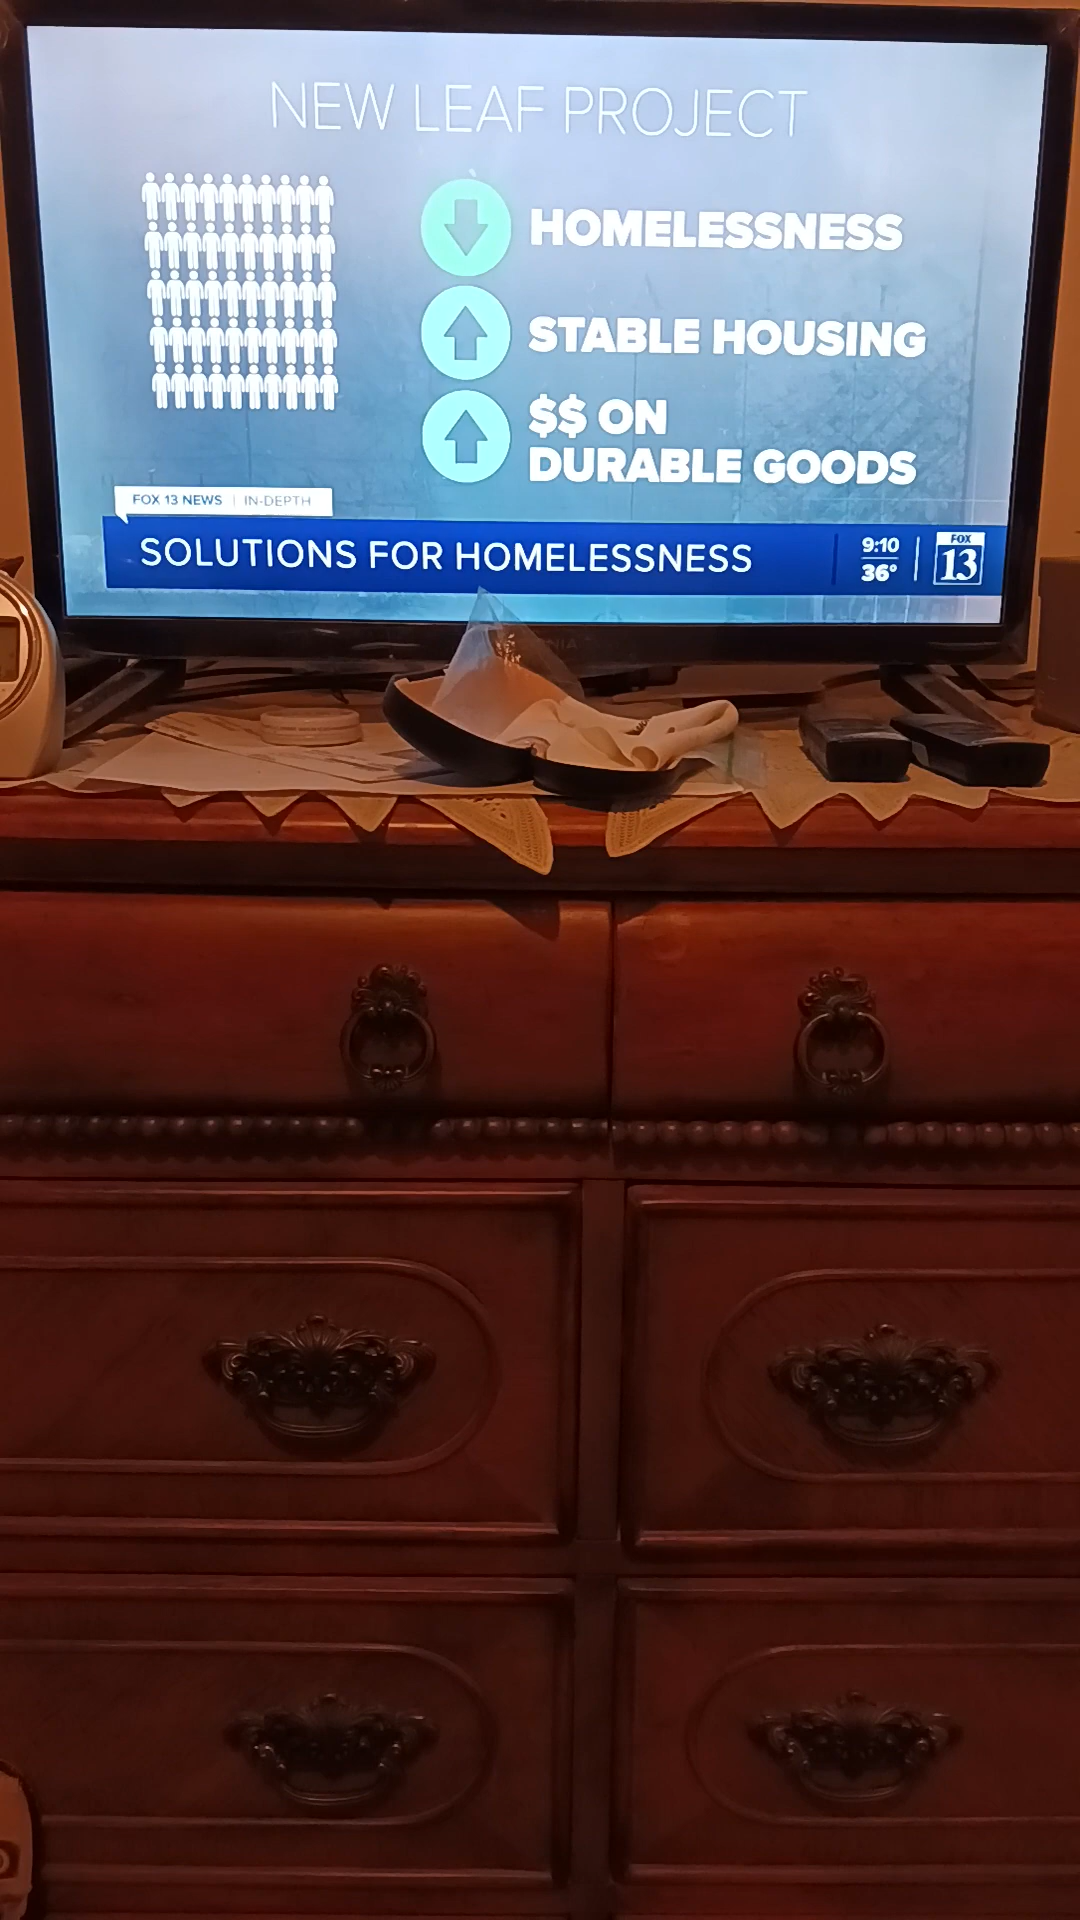 NEW LEAF PROJECT
HOMELESSNESS
STABLE HOUSING
$$ ON
DURABLE GOODS
FOX 13 NEWS | IN-DEPTH
SOLUTIONS FOR HOMELESSNESS
9:10
36°
FOX
13